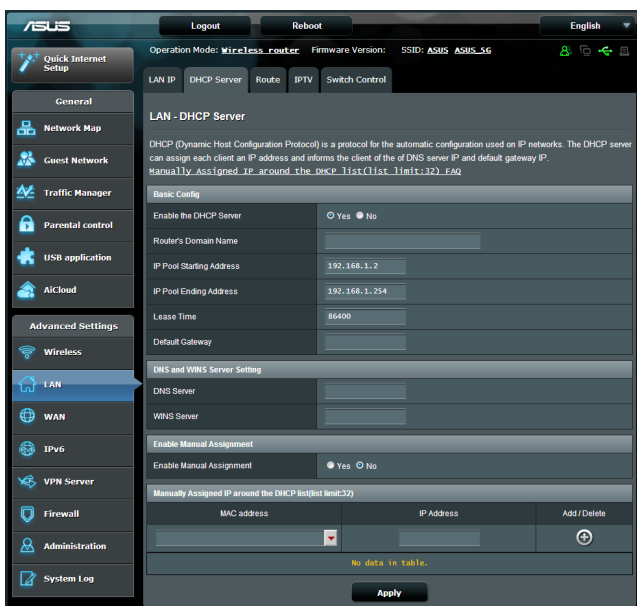 ASUS
Logout
Reboot
English
Quick Internet
Setup
Operation Mode: Wireless router Firmware Version: SSID: ASUS ASUS_5G
LAN IP
DHCP Server
Route
IPTV
Switch Control
General
Network Map
Guest Network
Traffic Manager
Parental control
USB application
AiCloud
Advanced Settings
Wireless
LAN
WAN
IPv6
VPN Server
Firewall
Administration
System Log
LAN - DHCP Server
DHCP (Dynamic Host Configuration Protocol) is a protocol for the automatic configuration used on IP networks. The DHCP server
can assign each client an IP address and informs the client of the of DNS server IP and default gateway IP.
Manually Assigned IP around the DHCP list(list limit:32) FAQ
Basic Config
Enable the DHCP Server Yes No
Router's Domain Name
IP Pool Starting Address 192.168.1.2
IP Pool Ending Address 192.168.1.254
Lease Time 86400
Default Gateway
DNS and WINS Server Setting
DNS Server
WINS Server
Enable Manual Assignment
Enable Manual Assignment Yes No
Manually Assigned IP around the DHCP list(list limit:32)
MAC address IP Address Add / Delete
No data in table.
Apply